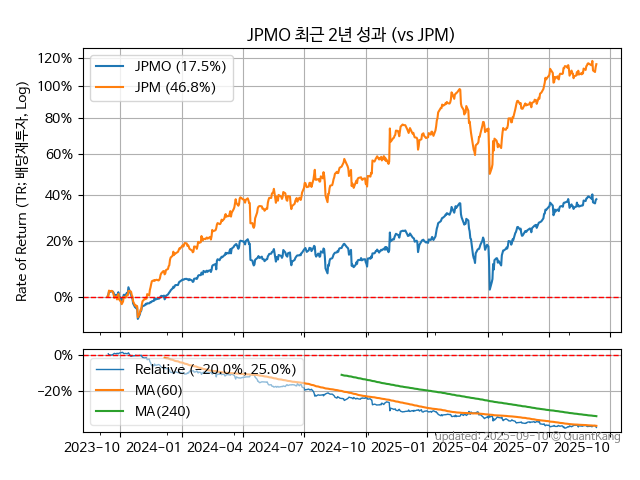 JPMO 최근 2년 성과 (vs JPM)
Rate of Return (TR: 배당재투자, Log)
120%
100%
80%
60%
40%
20%
0%
JPMO (17.5%)
JPM (46.8%)
0%
−20%
Relative (−20.0%, 25.0%)
MA(60)
MA(240)
2023-10 2024-01 2024-04 2024-07 2024-10 2025-01 2025-04 2025-07 2025-10
Updated: 2025-09-10 © QuantKang